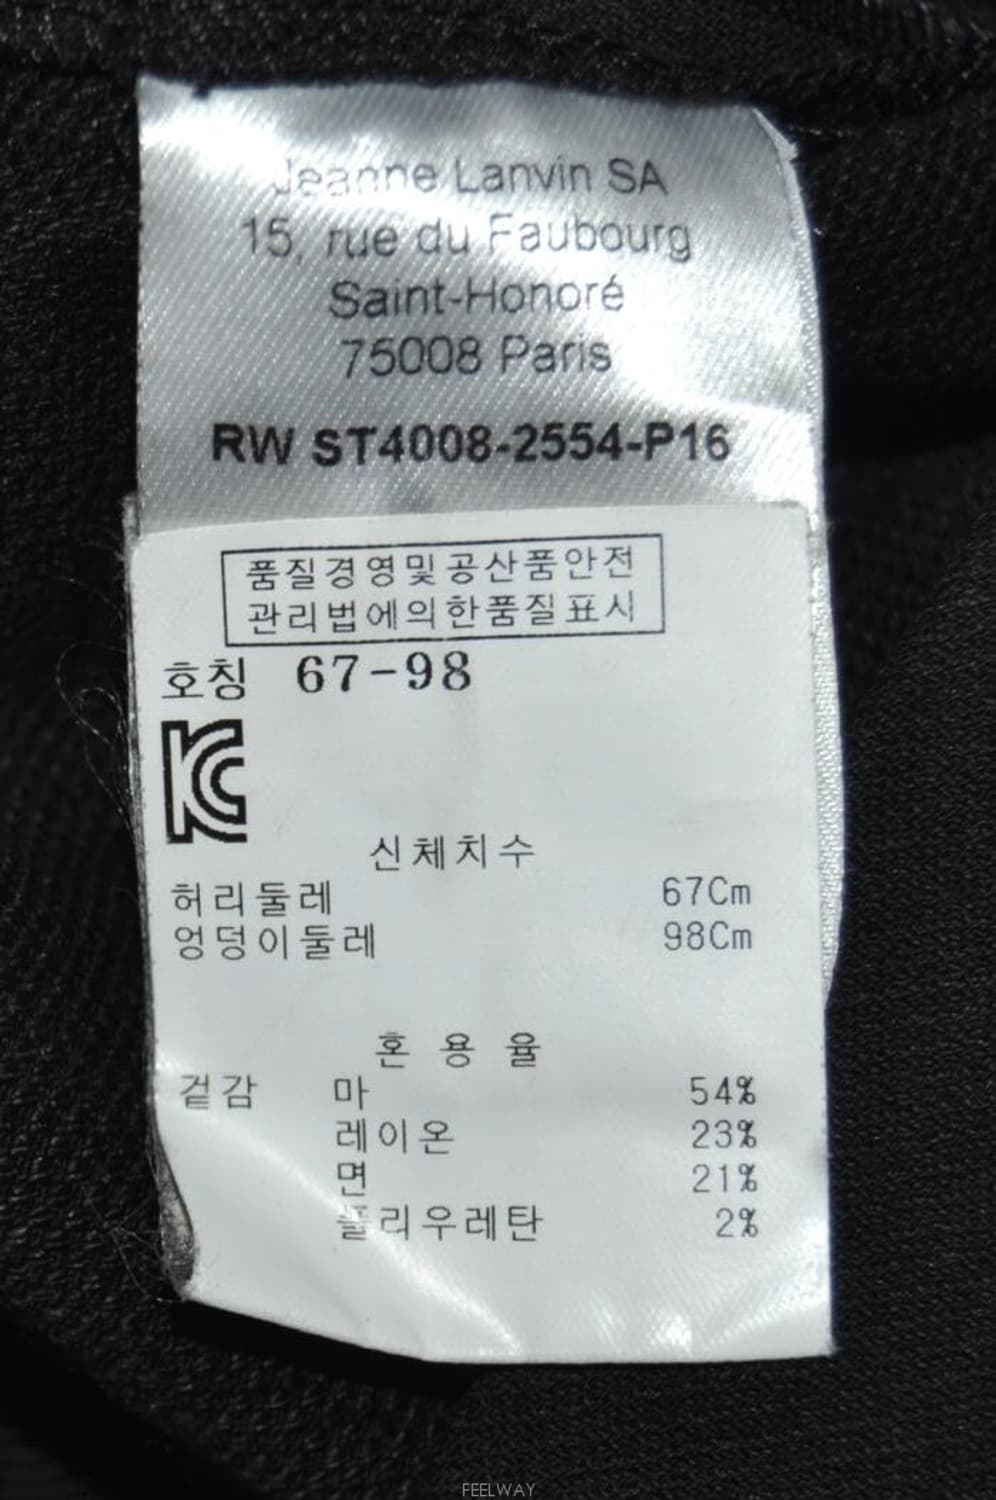 Jeanne Lanvin SA
15, rue du Faubourg
Saint-Honoré
75008 Paris
RW ST4008-2554-P16
품질경영및공산품안전
관리법에의한품질표시
호칭 67-98
KC
신체치수
허리둘레 67Cm
엉덩이둘레 98Cm
혼용율
겉감 마 54%
레이온 23%
면 21%
폴리우레탄 2%
FEELWAY